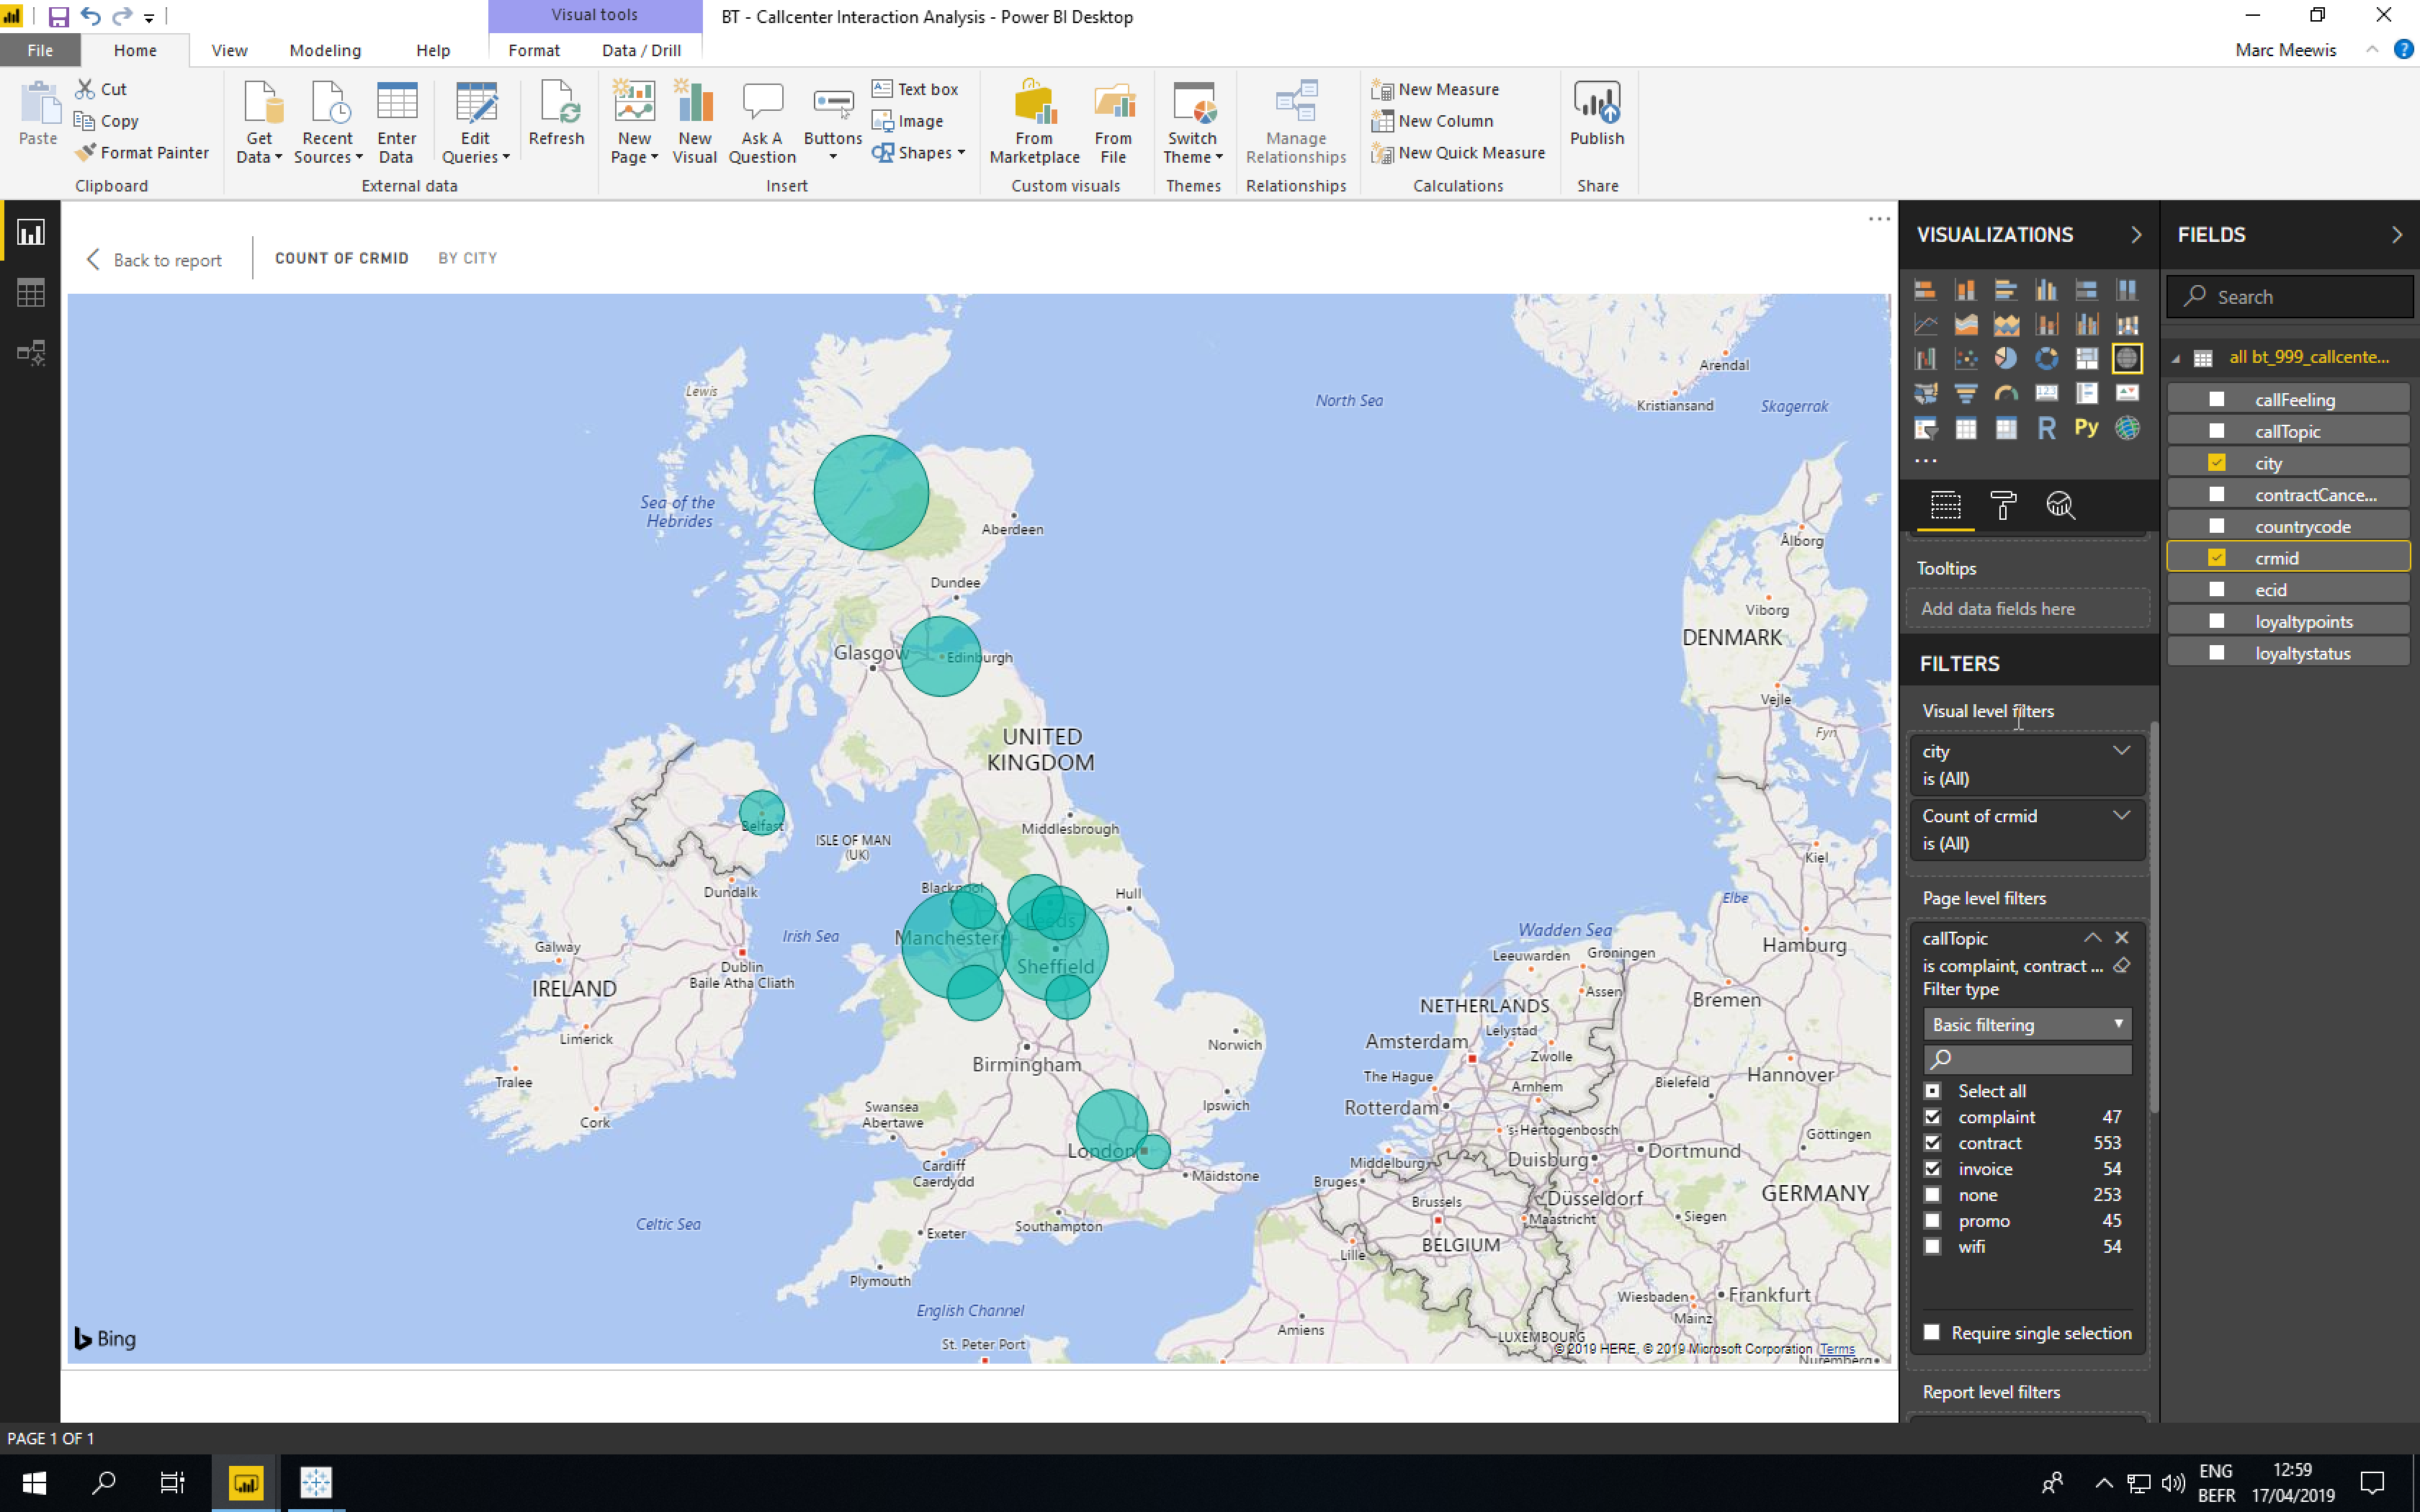 Visual tools
BT - Callcenter Interaction Analysis - Power BI Desktop
File
Home
View
Modeling
Help
Format
Data / Drill
Marc Meewis
Paste
Cut
Copy
Format Painter
Clipboard
Get Data
Recent Sources
Enter Data
Edit Queries
Refresh
External data
New Page
New Visual
Ask A Question
Buttons
Text box
Image
Shapes
Insert
From Marketplace
From File
Custom visuals
Switch Theme
Themes
Manage Relationships
Relationships
New Measure
New Column
New Quick Measure
Calculations
Publish
Share
Back to report
COUNT OF CRMID
BY CITY
Lewis
Sea of the
Hebrides
Aberdeen
Dundee
Glasgow
Edinburgh
North Sea
Arendal
Kristiansand
Skagerrak
Ålborg
Viborg
DENMARK
Vejle
Fyn
UNITED
KINGDOM
Belfast
ISLE OF MAN
(UK)
Middlesbrough
Kiel
Dundalk
Blackpool
Hull
Leeds
Elbe
Galway
Irish Sea
Manchester
Wadden Sea
Hamburg
Dublin
Baile Atha Cliath
Sheffield
Leeuwarden
Groningen
IRELAND
Assen
Bremen
NETHERLANDS
Limerick
Norwich
Lelystad
Amsterdam
Zwolle
Birmingham
Tralee
The Hague
Arnhem
Bielefeld
Hannover
Swansea
Abertawe
Ipswich
Rotterdam
Cork
's-Hertogenbosch
Göttingen
London
Cardiff
Caerdydd
Maidstone
Middelburg
Duisburg
Dortmund
Bruges
Brussels
Düsseldorf
GERMANY
Celtic Sea
Exeter
Southampton
Maastricht
Siegen
Lille
BELGIUM
Plymouth
English Channel
Wiesbaden
Frankfurt
Mainz
Amiens
St. Peter Port
LUXEMBOURG
Bing
© 2019 HERE, © 2019 Microsoft Corporation Terms
Nuremberg
VISUALIZATIONS
R
Py
Tooltips
Add data fields here
FILTERS
Visual level filters
city
is (All)
Count of crmid
is (All)
Page level filters
callTopic
is complaint, contract ...
Filter type
Basic filtering
Select all
complaint 47
contract 553
invoice 54
none 253
promo 45
wifi 54
Require single selection
Report level filters
FIELDS
Search
all bt_999_callcente...
callFeeling
callTopic
city
contractCance...
countrycode
crmid
ecid
loyaltypoints
loyaltystatus
PAGE 1 OF 1
ENG
BEFR
12:59
17/04/2019